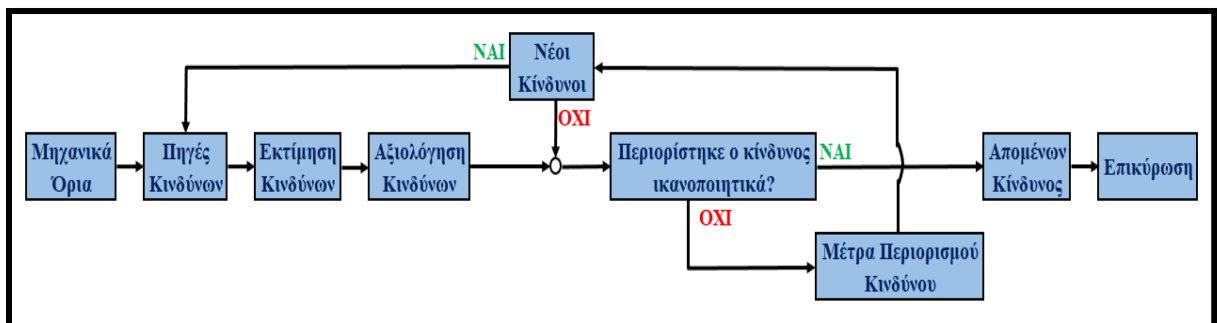 ΝΑΙ
Νέοι
Κίνδυνοι
ΟΧΙ
Μηχανικά
Όρια
Πηγές
Κινδύνων
Εκτίμηση
Κινδύνων
Αξιολόγηση
Κινδύνων
Περιορίστηκε ο κίνδυνος
ικανοποιητικά?
ΝΑΙ
ΟΧΙ
Απομένων
Κίνδυνος
Επικύρωση
Μέτρα Περιορισμού
Κινδύνου